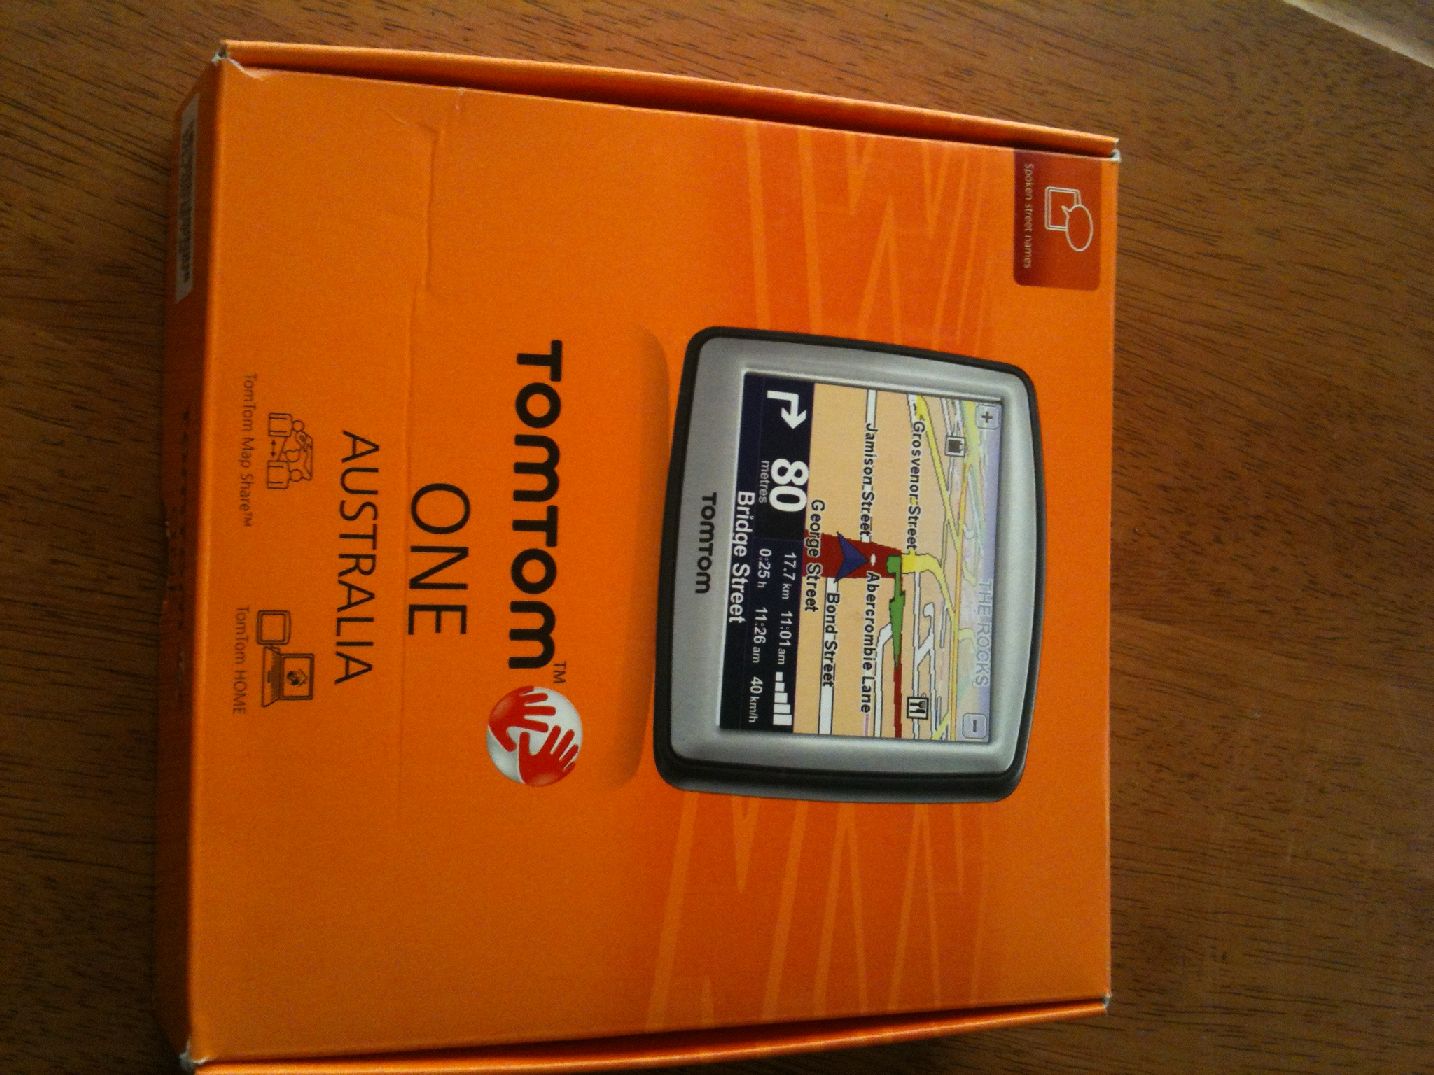 Spoken street names
+
−
THE ROCKS
Grosvenor Street
Jamison Street
Abercrombie Lane
George Street
Bond Street
80
metres
17.7 km 11:01 am
0:25 h 11:26 am 40 km/h
Bridge Street
TOMTOM
TOMTOM™
ONE
AUSTRALIA
TomTom Map Share™
TomTom HOME